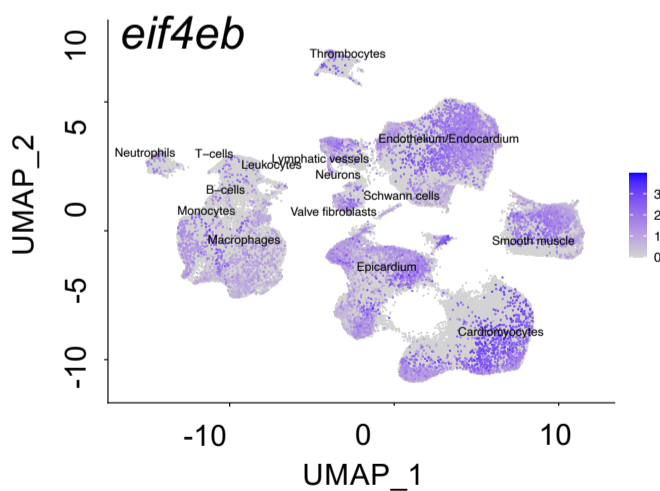 eif4eb
Thrombocytes
Endothelium/Endocardium
Neutrophils
T-cells
Lymphatic vessels
Leukocytes
Neurons
B-cells
Schwann cells
Monocytes
Valve fibroblasts
Macrophages
Smooth muscle
Epicardium
Cardiomyocytes
10
5
0
-5
-10
UMAP_2
-10
0
10
UMAP_1
3
2
1
0